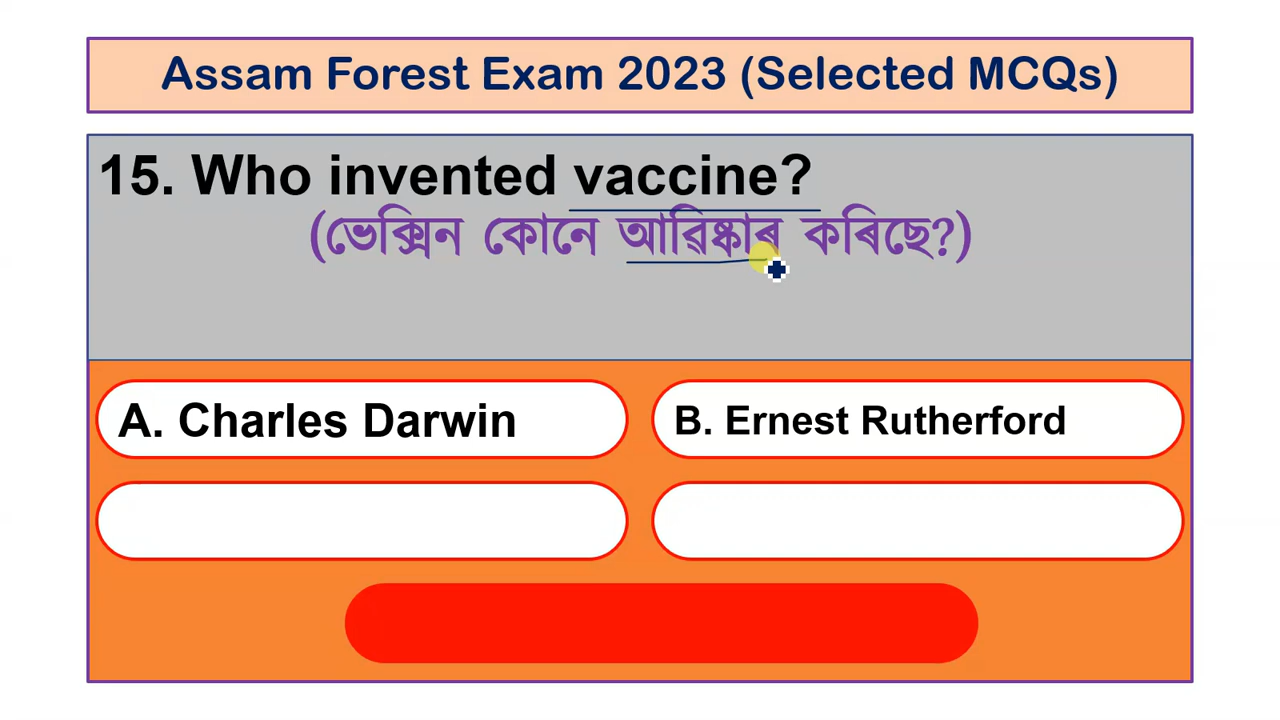 Assam Forest Exam 2023 (Selected MCQs)
15. Who invented vaccine?
(ভেক্সিন কোনে আৱিষ্কাৰ কৰিছে?)
A. Charles Darwin
B. Ernest Rutherford